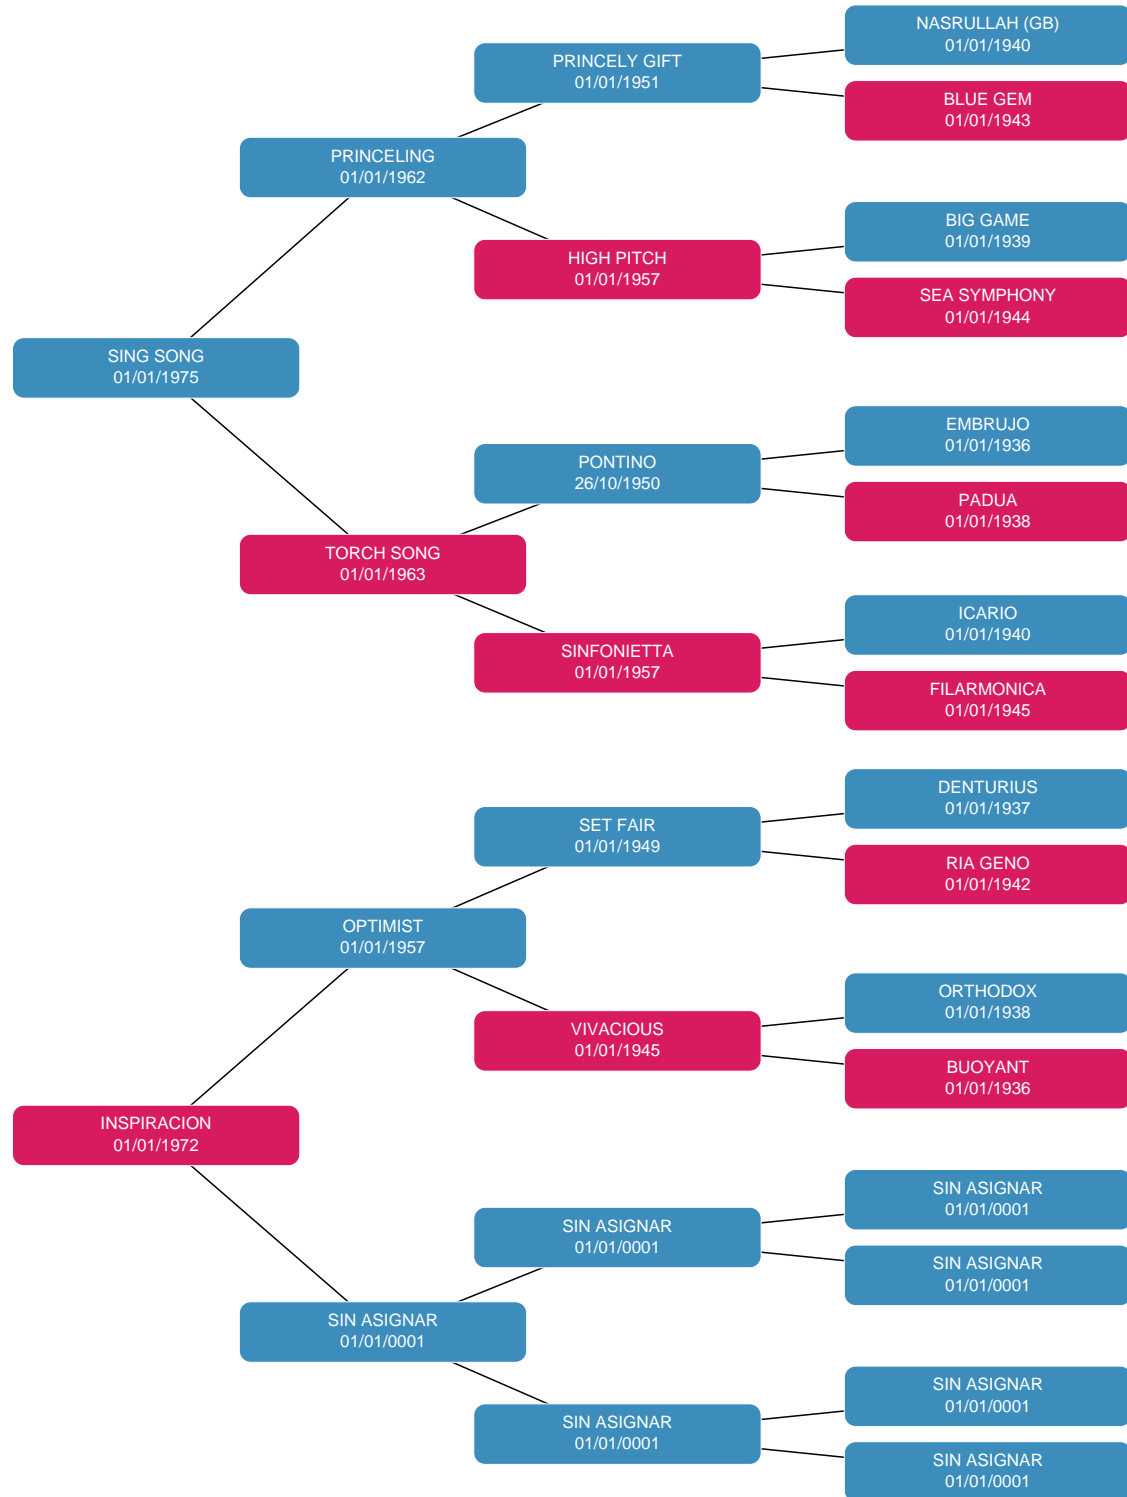 NASRULLAH (GB)
01/01/1940
PRINCELY GIFT
01/01/1951
BLUE GEM
01/01/1943
PRINCELING
01/01/1962
BIG GAME
01/01/1939
HIGH PITCH
01/01/1957
SEA SYMPHONY
01/01/1944
SING SONG
01/01/1975
EMBRUJO
01/01/1936
PONTINO
26/10/1950
PADUA
01/01/1938
TORCH SONG
01/01/1963
ICARIO
01/01/1940
SINFONIETTA
01/01/1957
FILARMONICA
01/01/1945
DENTURIUS
01/01/1937
SET FAIR
01/01/1949
RIA GENO
01/01/1942
OPTIMIST
01/01/1957
ORTHODOX
01/01/1938
VIVACIOUS
01/01/1945
BUOYANT
01/01/1936
INSPIRACION
01/01/1972
SIN ASIGNAR
01/01/0001
SIN ASIGNAR
01/01/0001
SIN ASIGNAR
01/01/0001
SIN ASIGNAR
01/01/0001
SIN ASIGNAR
01/01/0001
SIN ASIGNAR
01/01/0001
SIN ASIGNAR
01/01/0001